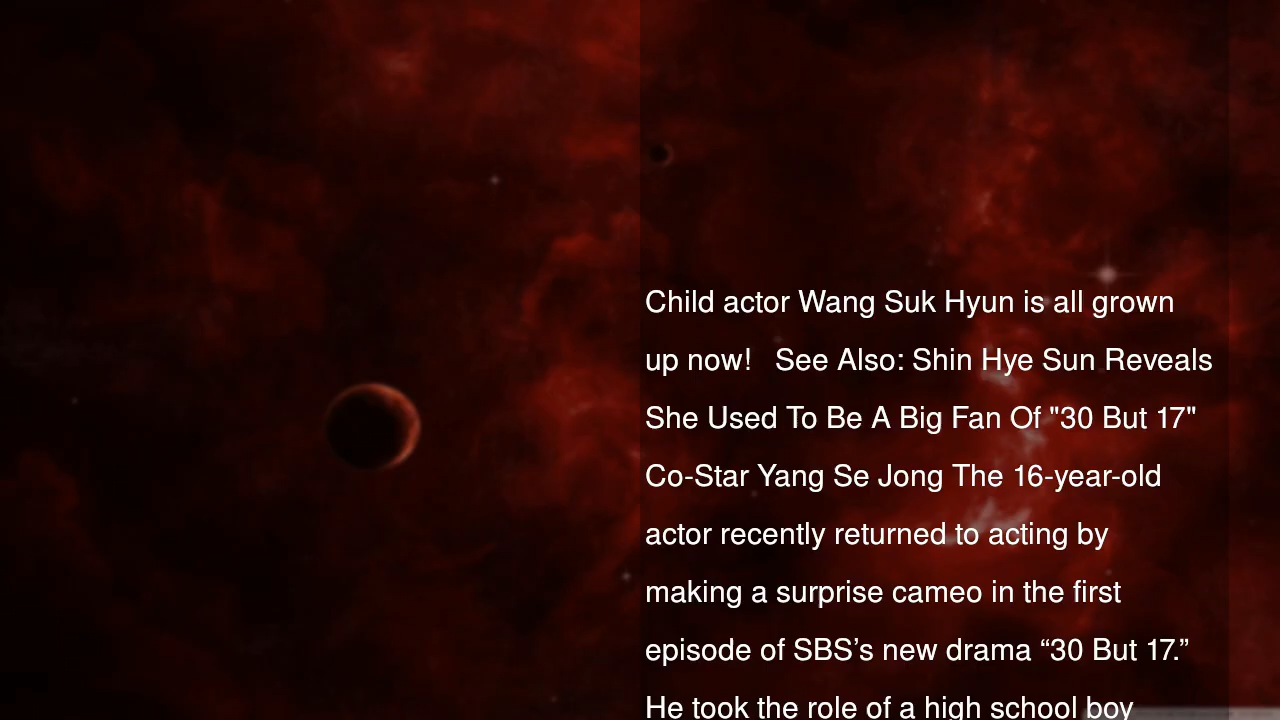 Child actor Wang Suk Hyun is all grown
up now!   See Also: Shin Hye Sun Reveals
She Used To Be A Big Fan Of "30 But 17"
Co-Star Yang Se Jong The 16-year-old
actor recently returned to acting by
making a surprise cameo in the first
episode of SBS’s new drama “30 But 17.”
He took the role of a high school boy